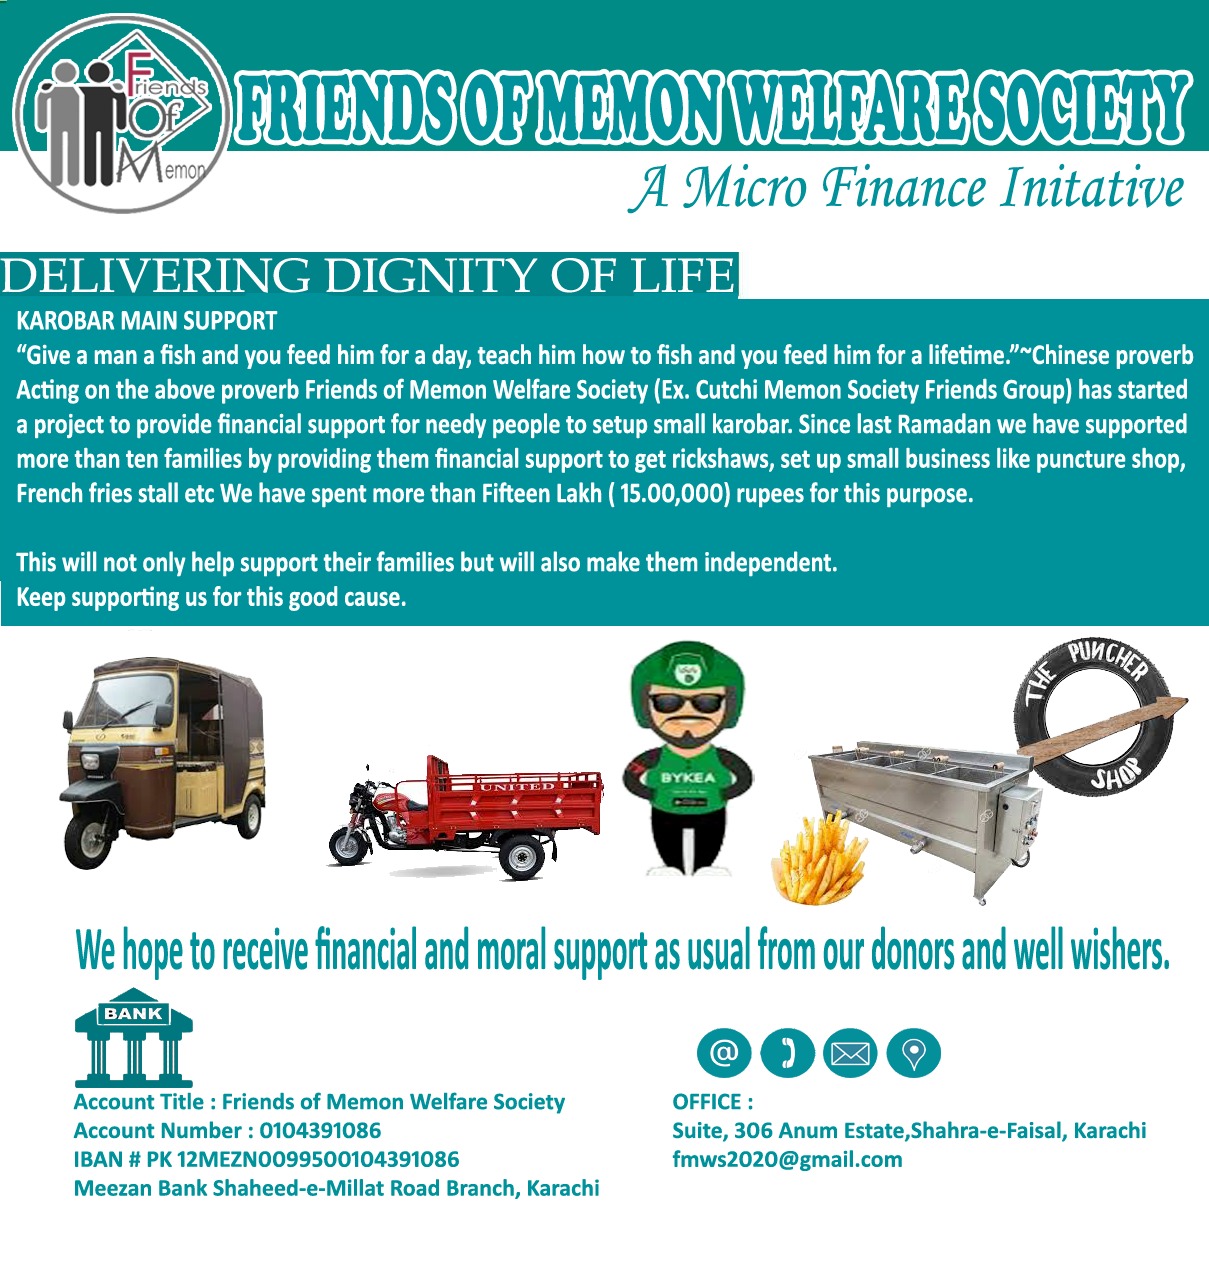 Friends
Of
Memon
FRIENDS OF MEMON WELFARE SOCIETY
A Micro Finance Initative
DELIVERING DIGNITY OF LIFE
KAROBAR MAIN SUPPORT
“Give a man a fish and you feed him for a day, teach him how to fish and you feed him for a lifetime.”~Chinese proverb
Acting on the above proverb Friends of Memon Welfare Society (Ex. Cutchi Memon Society Friends Group) has started
a project to provide financial support for needy people to setup small karobar. Since last Ramadan we have supported
more than ten families by providing them financial support to get rickshaws, set up small business like puncture shop,
French fries stall etc We have spent more than Fifteen Lakh ( 15.00,000) rupees for this purpose.
This will not only help support their families but will also make them independent.
Keep supporting us for this good cause.
THE PUNCHER
SHOP
UNITED
BYKEA
We hope to receive financial and moral support as usual from our donors and well wishers.
BANK
@
Account Title : Friends of Memon Welfare Society
Account Number : 0104391086
IBAN # PK 12MEZN0099500104391086
Meezan Bank Shaheed-e-Millat Road Branch, Karachi
OFFICE :
Suite, 306 Anum Estate,Shahra-e-Faisal, Karachi
fmws2020@gmail.com